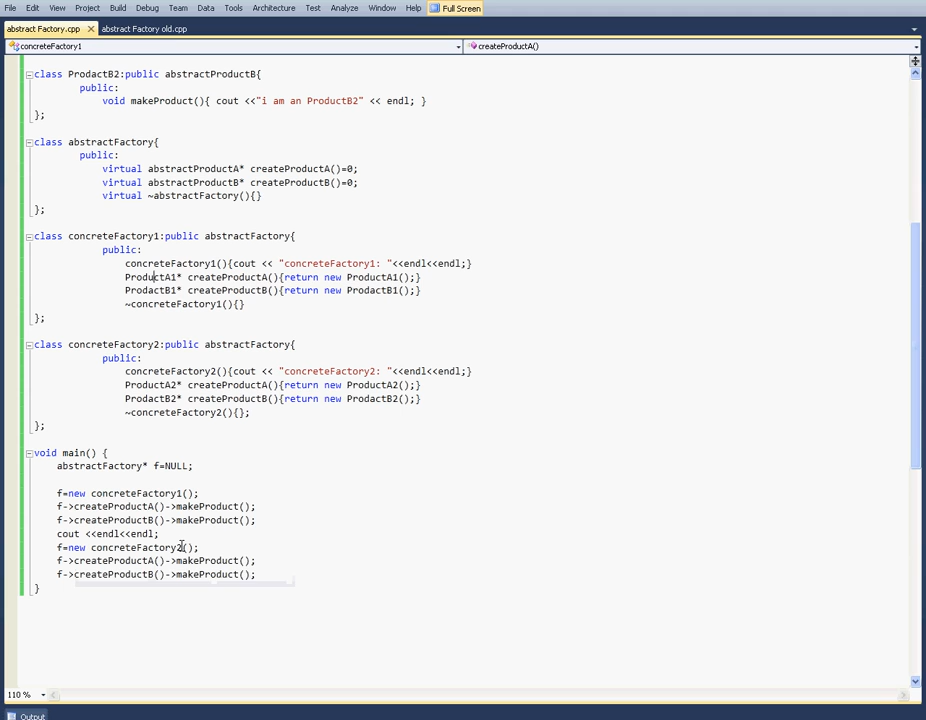 File Edit View Project Build Debug Team Data Tools Architecture Test Analyze Window Help Full Screen
abstract Factory.cpp abstract Factory old.cpp
concreteFactory1 createProductA()
class ProdactB2:public abstractProductB{
public:
void makeProduct(){ cout <<"i am an ProductB2" << endl; }
};
class abstractFactory{
public:
virtual abstractProductA* createProductA()=0;
virtual abstractProductB* createProductB()=0;
virtual ~abstractFactory(){}
};
class concreteFactory1:public abstractFactory{
public:
concreteFactory1(){cout << "concreteFactory1: "<<endl<<endl;}
ProductA1* createProductA(){return new ProductA1();}
ProdactB1* createProductB(){return new ProdactB1();}
~concreteFactory1(){}
};
class concreteFactory2:public abstractFactory{
public:
concreteFactory2(){cout << "concreteFactory2: "<<endl<<endl;}
ProductA2* createProductA(){return new ProductA2();}
ProdactB2* createProductB(){return new ProdactB2();}
~concreteFactory2(){};
};
void main() {
abstractFactory* f=NULL;
f=new concreteFactory1();
f->createProductA()->makeProduct();
f->createProductB()->makeProduct();
cout <<endl<<endl;
f=new concreteFactory2();
f->createProductA()->makeProduct();
f->createProductB()->makeProduct();
}
110 %
Output